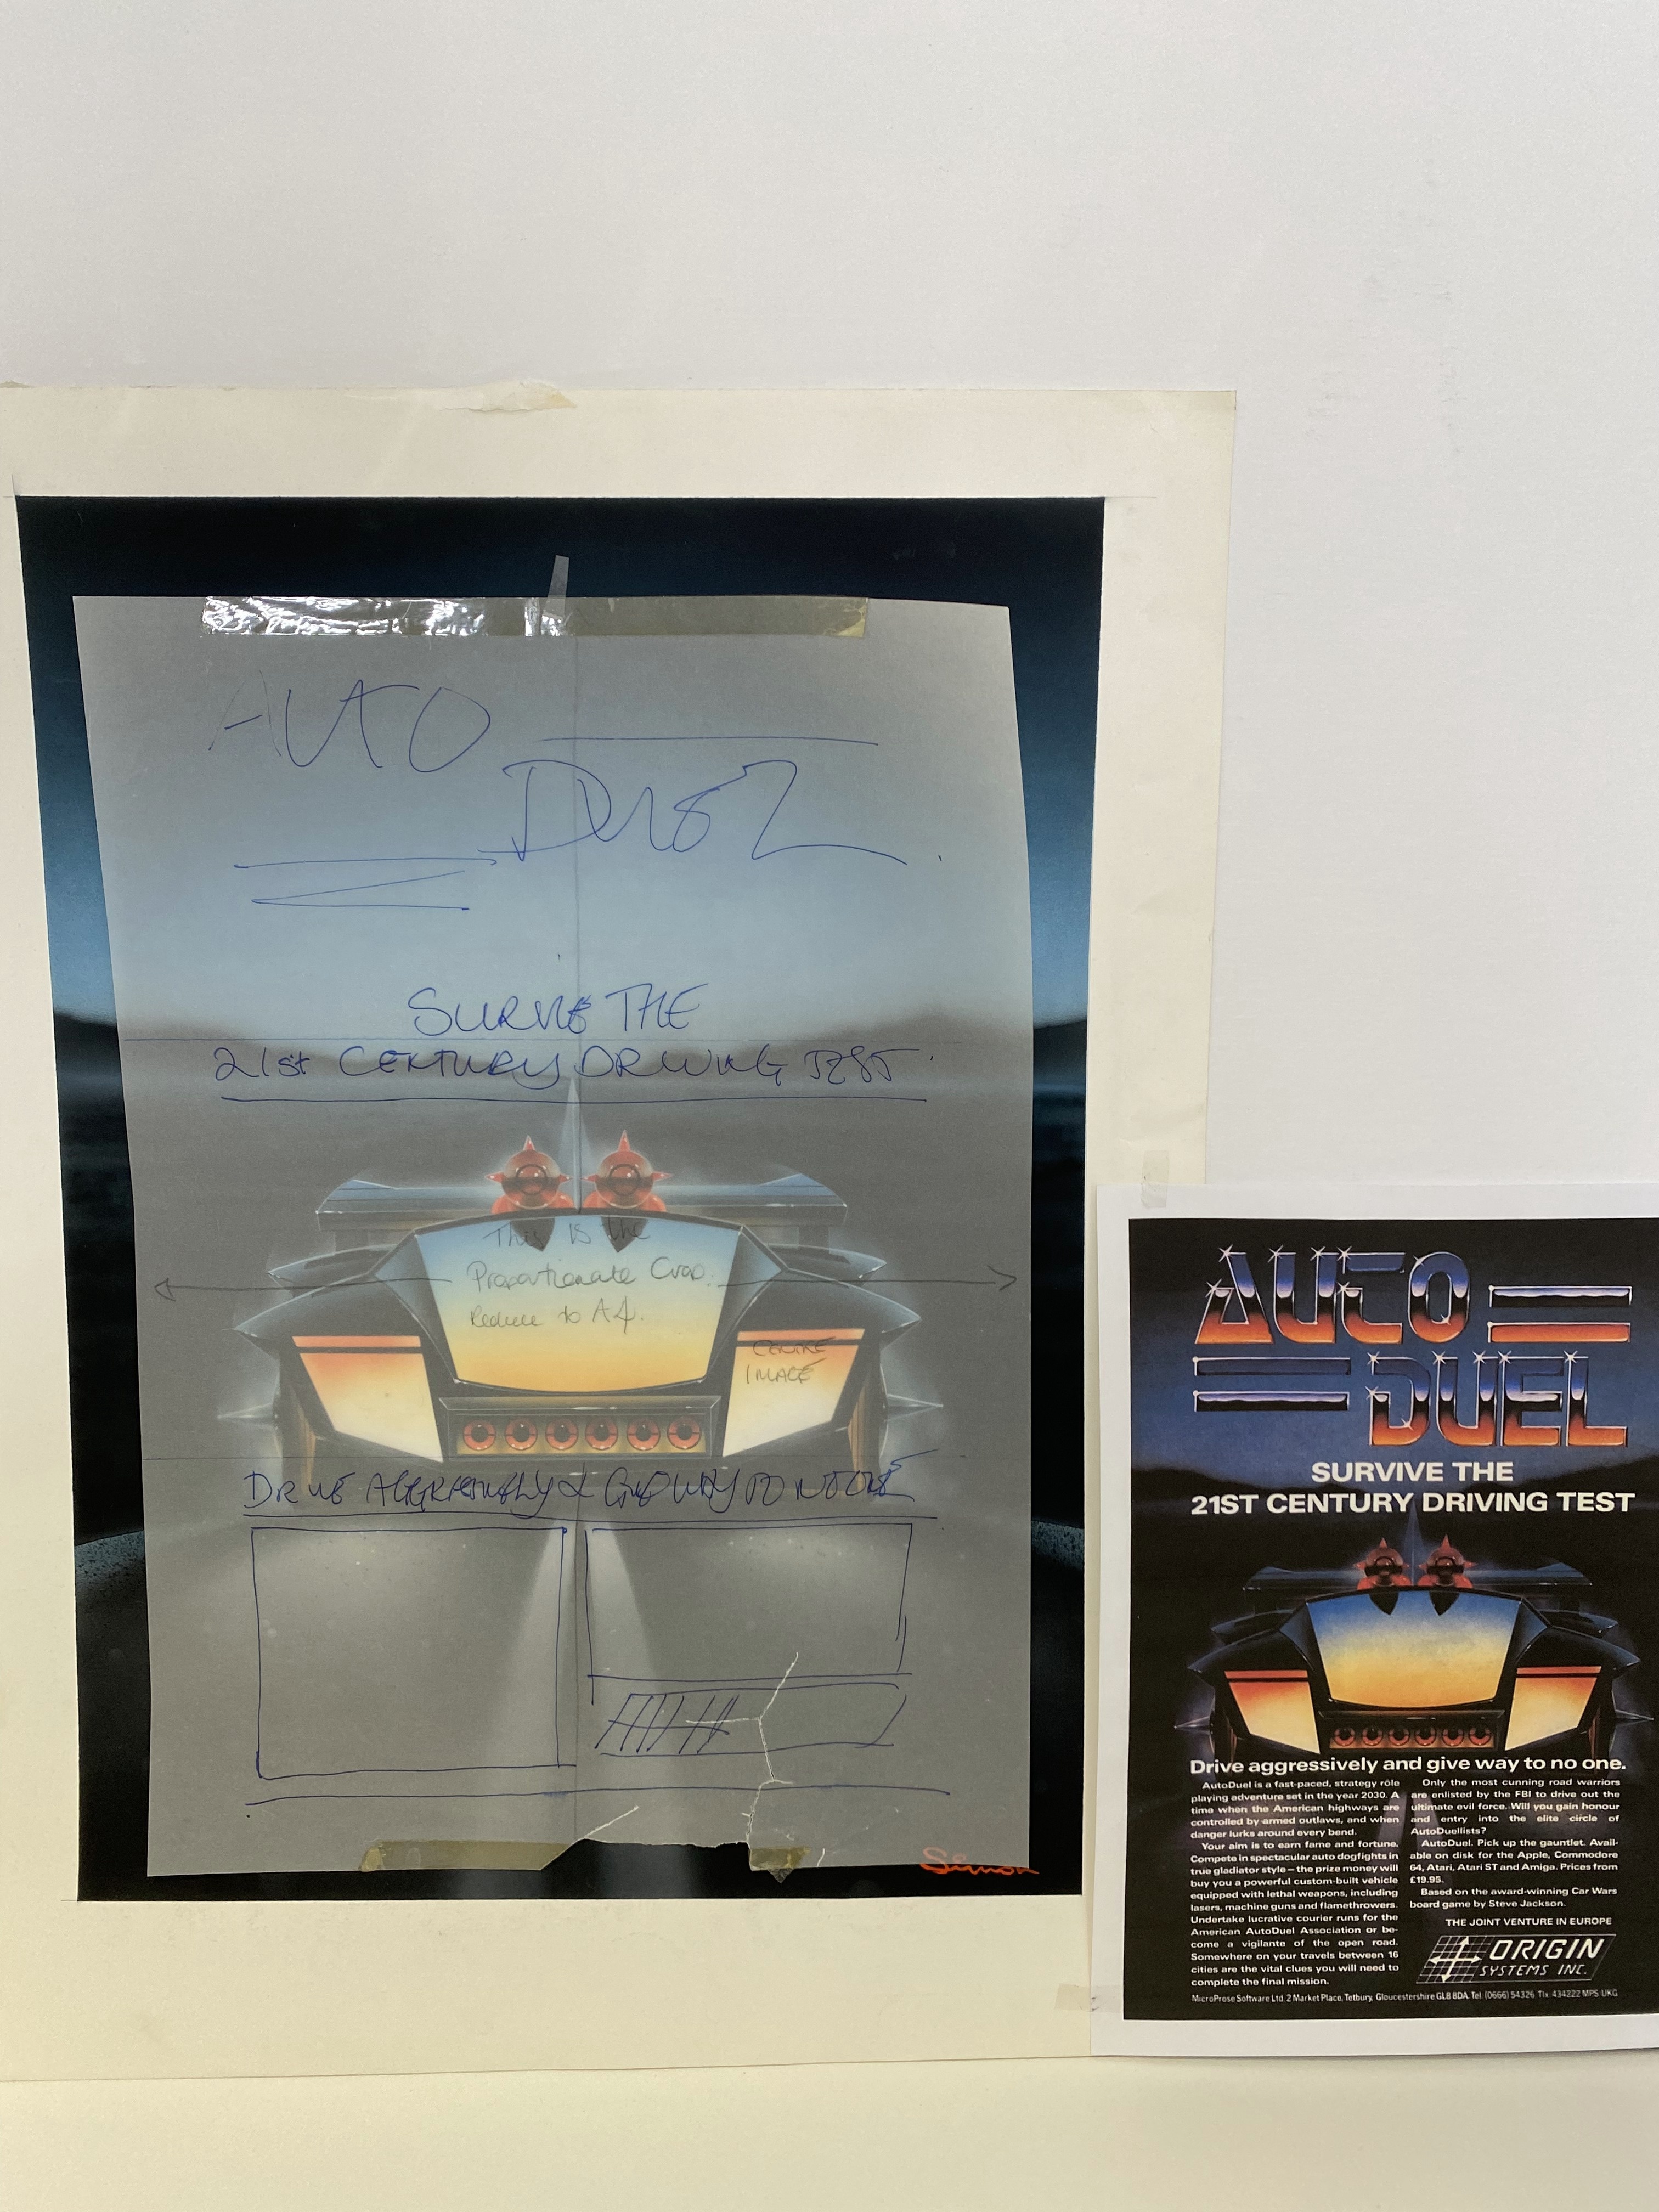 AUTO
DUEL
SURVIVE THE
21st CENTURY DRIVING TEST.
This is the
Proportionate Crop.
Reduce to A4.
CENTRE
IMAGE
DRIVE AGGRESSIVELY & GIVE WAY TO NO ONE
Simon
AUTO
DUEL
SURVIVE THE
21ST CENTURY DRIVING TEST
Drive aggressively and give way to no one.
AutoDuel is a fast-paced, strategy rôle
playing adventure set in the year 2030. A
time when the American highways are
controlled by armed outlaws, and when
danger lurks around every bend.
Your aim is to earn fame and fortune.
Compete in spectacular auto dogfights in
true gladiator style – the prize money will
buy you a powerful custom-built vehicle
equipped with lethal weapons, including
lasers, machine guns and flamethrowers.
Undertake lucrative courier runs for the
American AutoDuel Association or be-
come a vigilante of the open road.
Somewhere on your travels between 16
cities are the vital clues you will need to
complete the final mission.
Only the most cunning road warriors
are enlisted by the FBI to drive out the
ultimate evil force. Will you gain honour
and entry into the elite circle of
AutoDuellists?
AutoDuel. Pick up the gauntlet. Avail-
able on disk for the Apple, Commodore
64, Atari, Atari ST and Amiga. Prices from
£19.95.
Based on the award-winning Car Wars
board game by Steve Jackson.
THE JOINT VENTURE IN EUROPE
ORIGIN
SYSTEMS INC.
MicroProse Software Ltd. 2 Market Place, Tetbury, Gloucestershire GL8 8DA. Tel: (0666) 54326. Tlx: 434222 MPS UKG